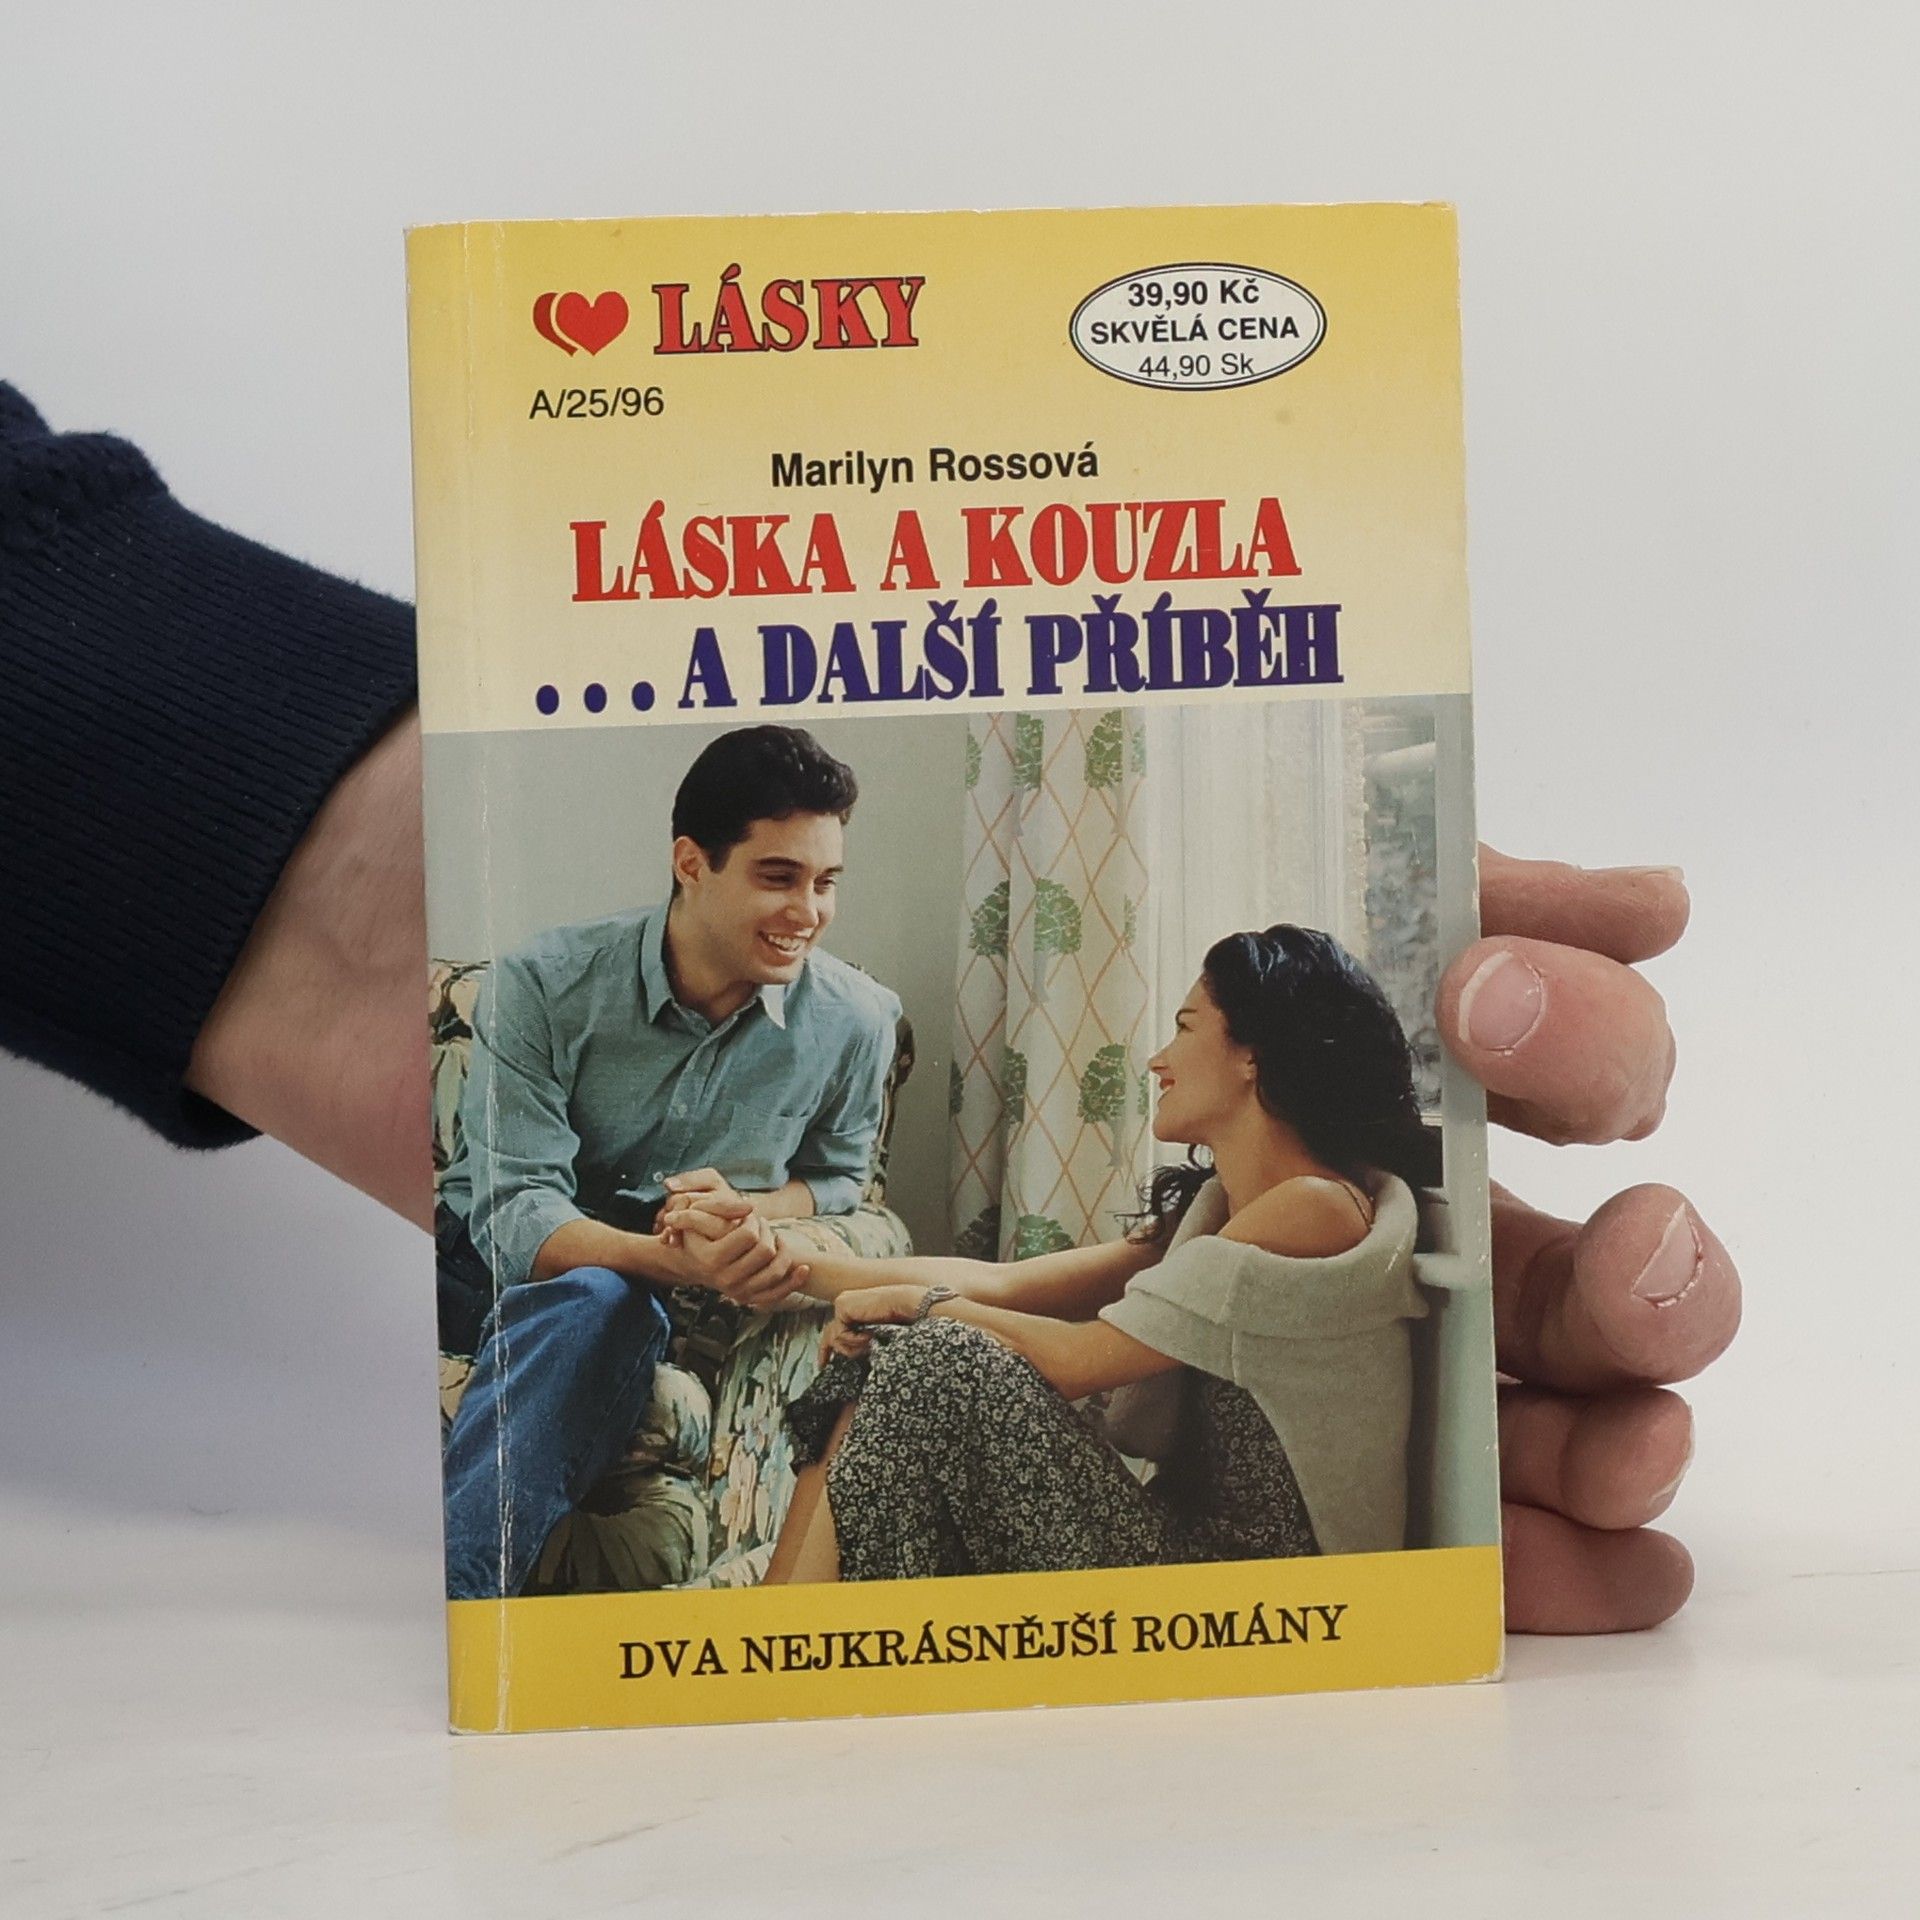 LÁSKY
39,90 Kč
SKVĚLÁ CENA
44,90 Sk
A/25/96
Marilyn Rossová
LÁSKA A KOUZLA
...A DALŠÍ PŘÍBĚH
DVA NEJKRÁSNĚJŠÍ ROMÁNY